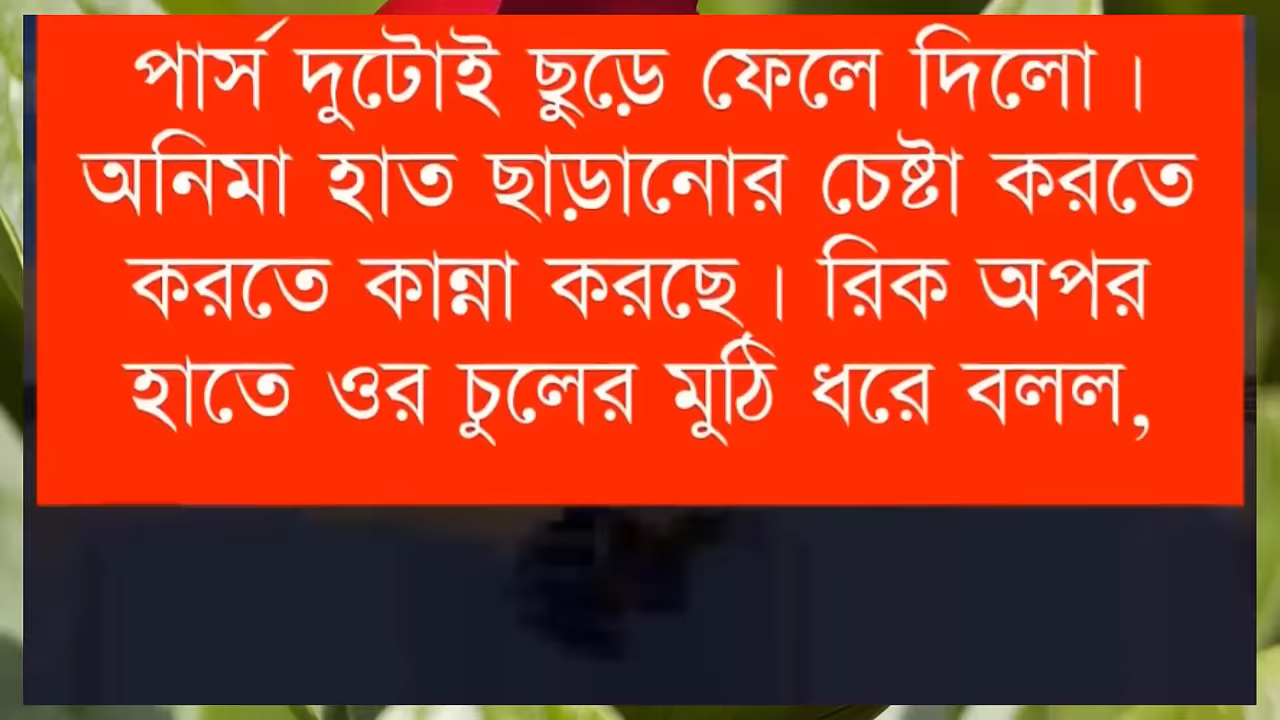 পার্স দুটোই ছুড়ে ফেলে দিলো।
অনিমা হাত ছাড়ানোর চেষ্টা করতে
করতে কান্না করছে। রিক অপর
হাতে ওর চুলের মুঠি ধরে বলল,